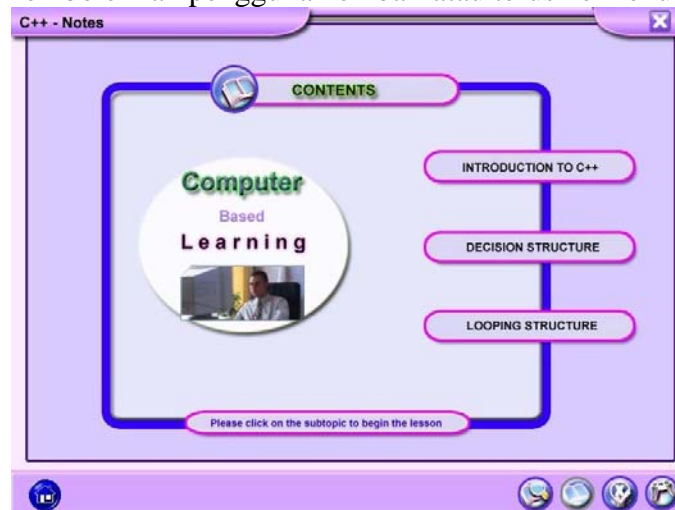 C++ - Notes
CONTENTS
Computer
Based
Learning
INTRODUCTION TO C++
DECISION STRUCTURE
LOOPING STRUCTURE
Please click on the subtopic to begin the lesson